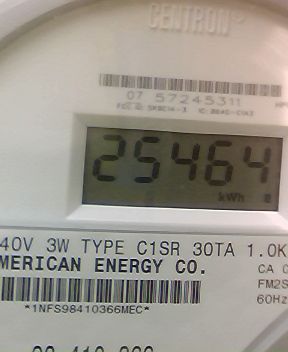 CENTRON®
07 57245311
25464
kWh
40V 3W TYPE C1SR 30TA 1.0K
MERICAN ENERGY CO.
CA 0
FM2S
60Hz
*1NFS98410366MEC*